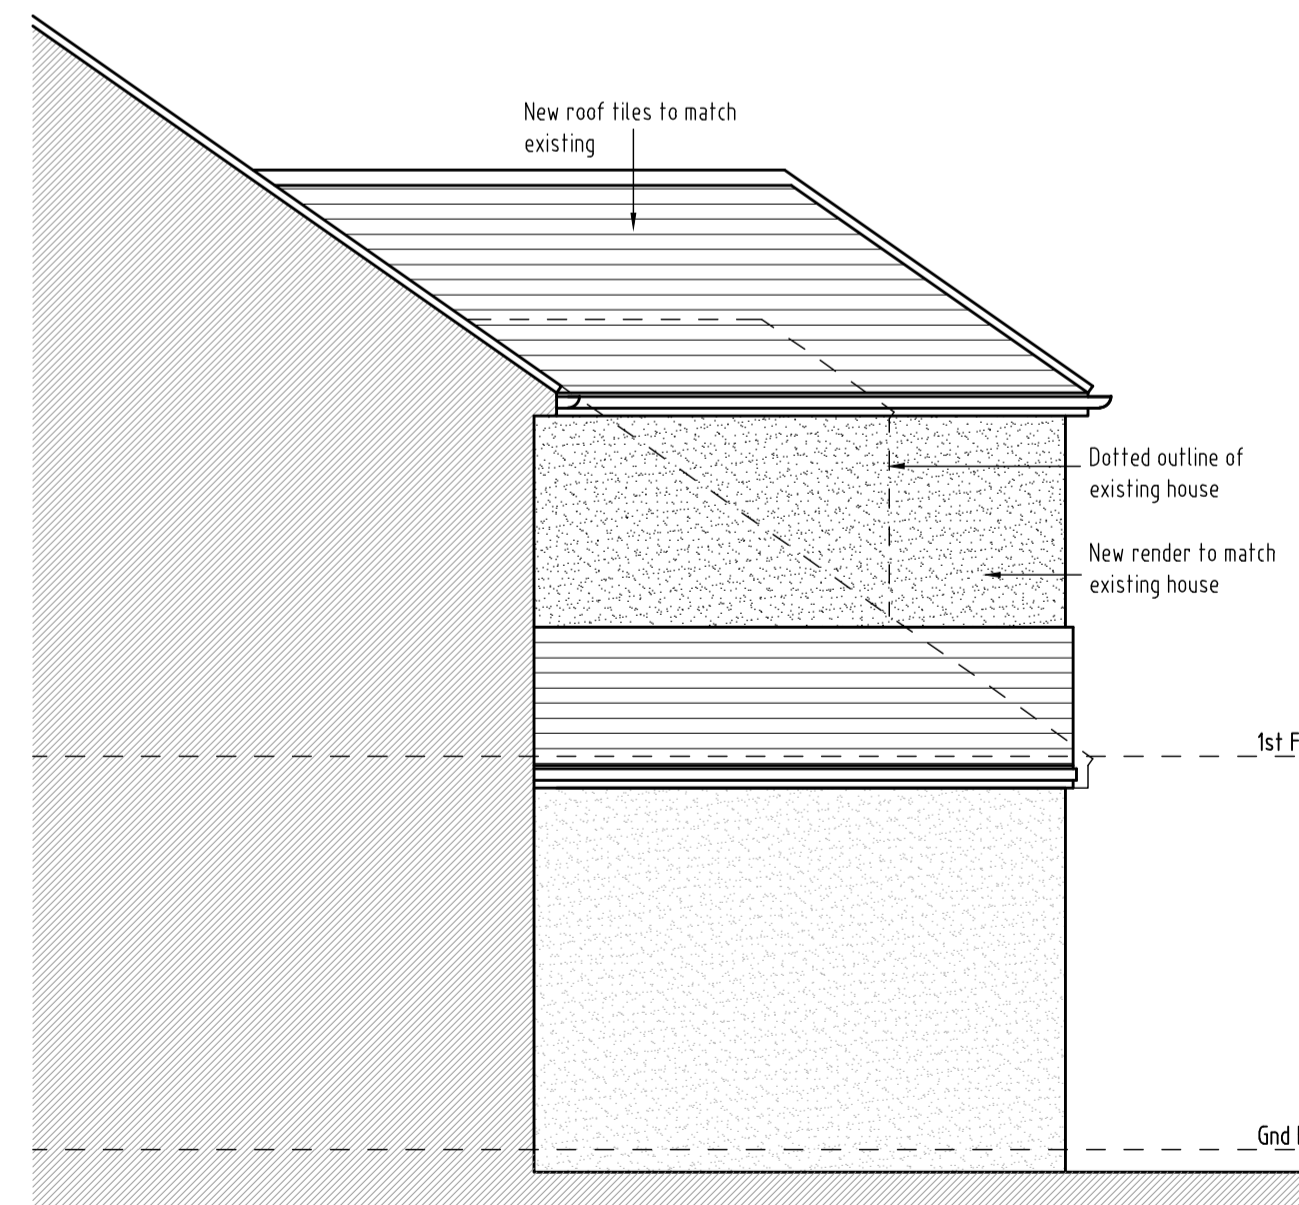 New roof tiles to match
existing
Dotted outline of
existing house
New render to match
existing house
1st F
Gnd